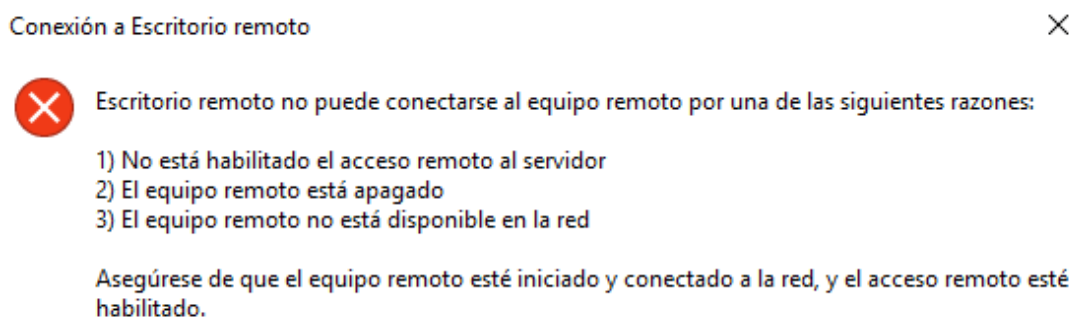 Conexión a Escritorio remoto
Escritorio remoto no puede conectarse al equipo remoto por una de las siguientes razones:
1) No está habilitado el acceso remoto al servidor
2) El equipo remoto está apagado
3) El equipo remoto no está disponible en la red
Asegúrese de que el equipo remoto esté iniciado y conectado a la red, y el acceso remoto esté
habilitado.